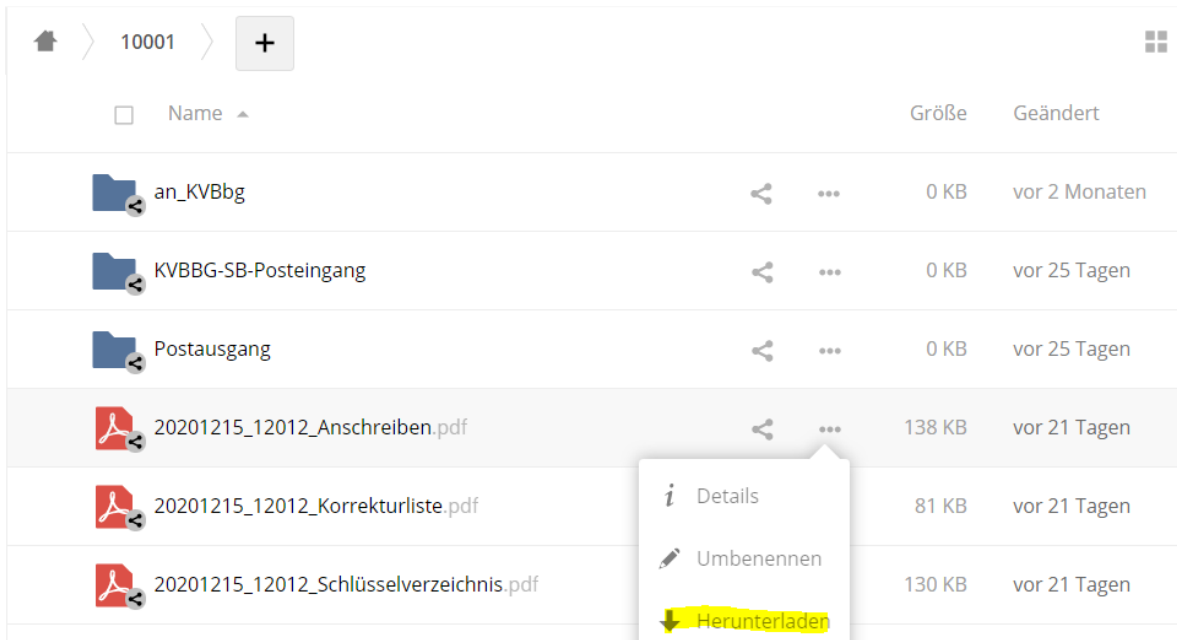 10001 +
Name Größe Geändert
an_KVBbg 0 KB vor 2 Monaten
KVBBG-SB-Posteingang 0 KB vor 25 Tagen
Postausgang 0 KB vor 25 Tagen
20201215_12012_Anschreiben.pdf 138 KB vor 21 Tagen
i Details
20201215_12012_Korrekturliste.pdf 81 KB vor 21 Tagen
Umbenennen
20201215_12012_Schlüsselverzeichnis.pdf 130 KB vor 21 Tagen
Herunterladen